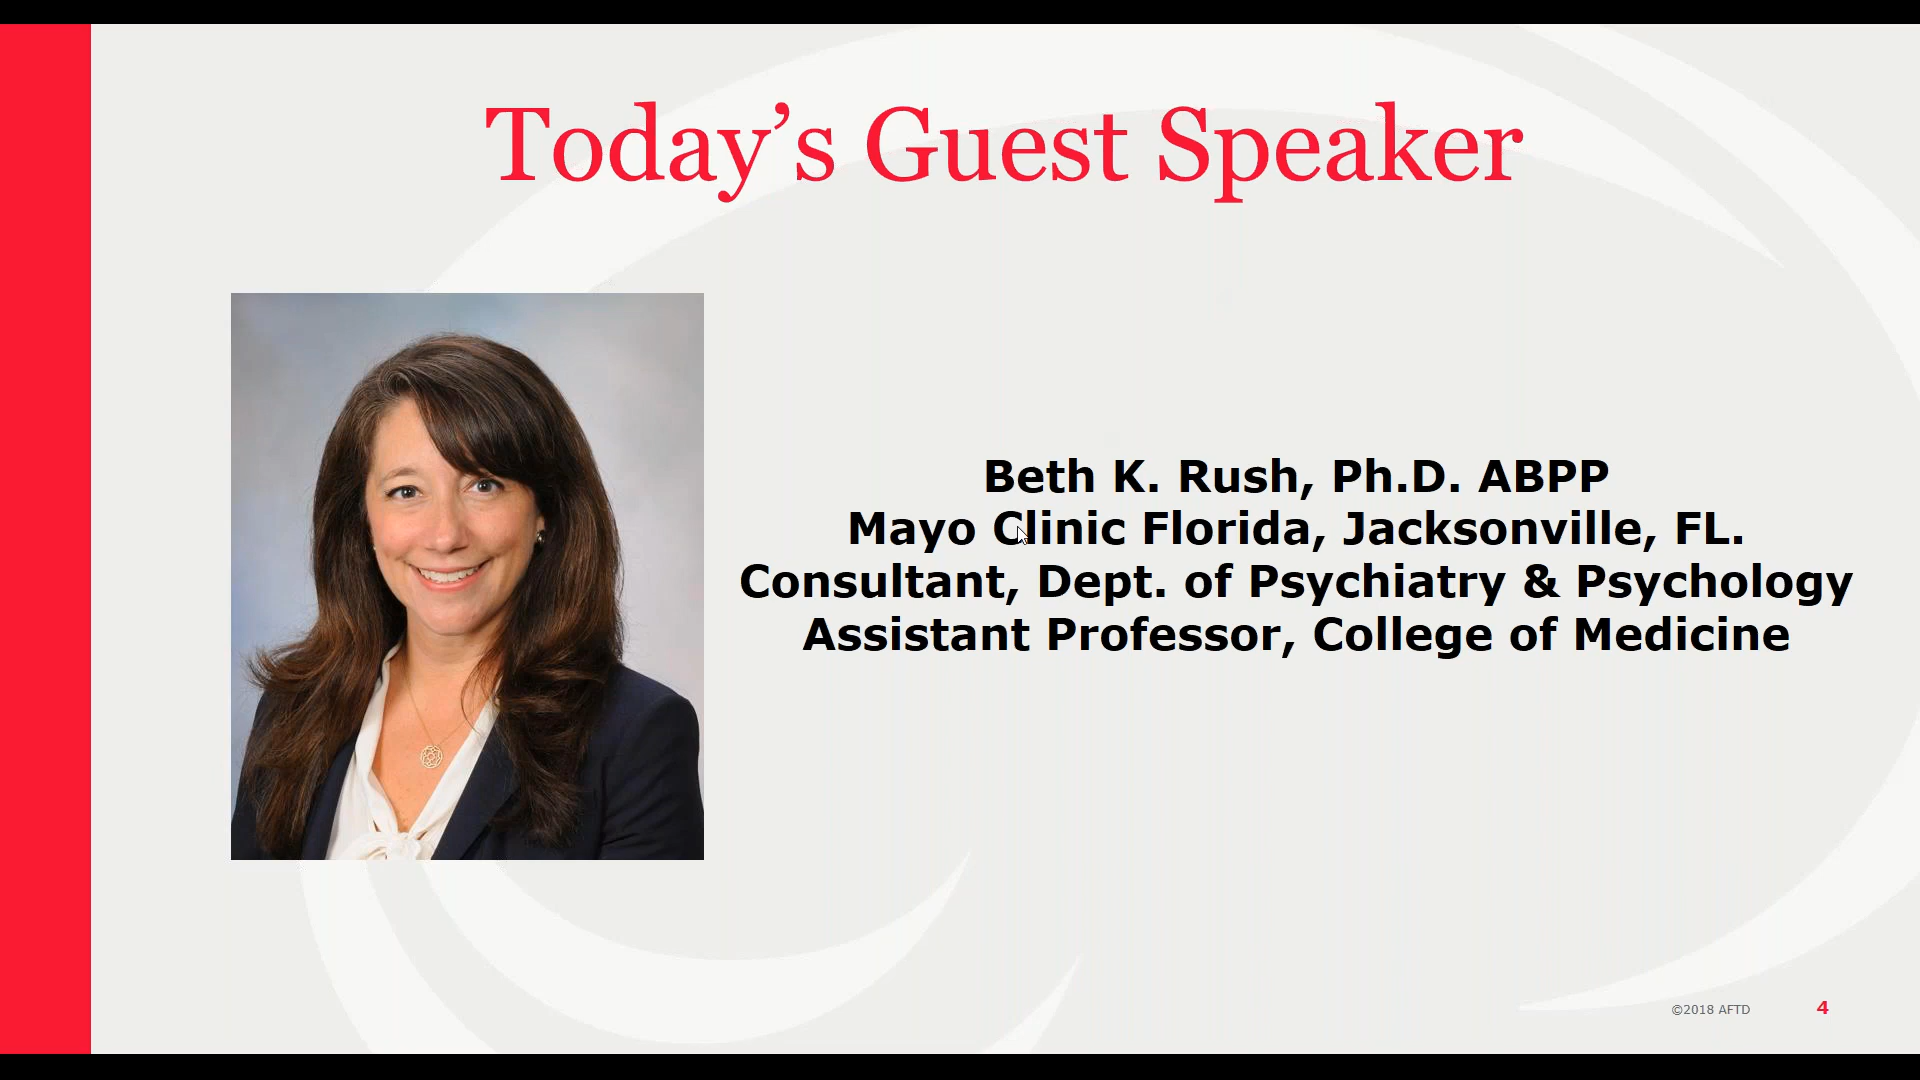 Today’s Guest Speaker
Beth K. Rush, Ph.D. ABPP
Mayo Clinic Florida, Jacksonville, FL.
Consultant, Dept. of Psychiatry & Psychology
Assistant Professor, College of Medicine
©2018 AFTD
4